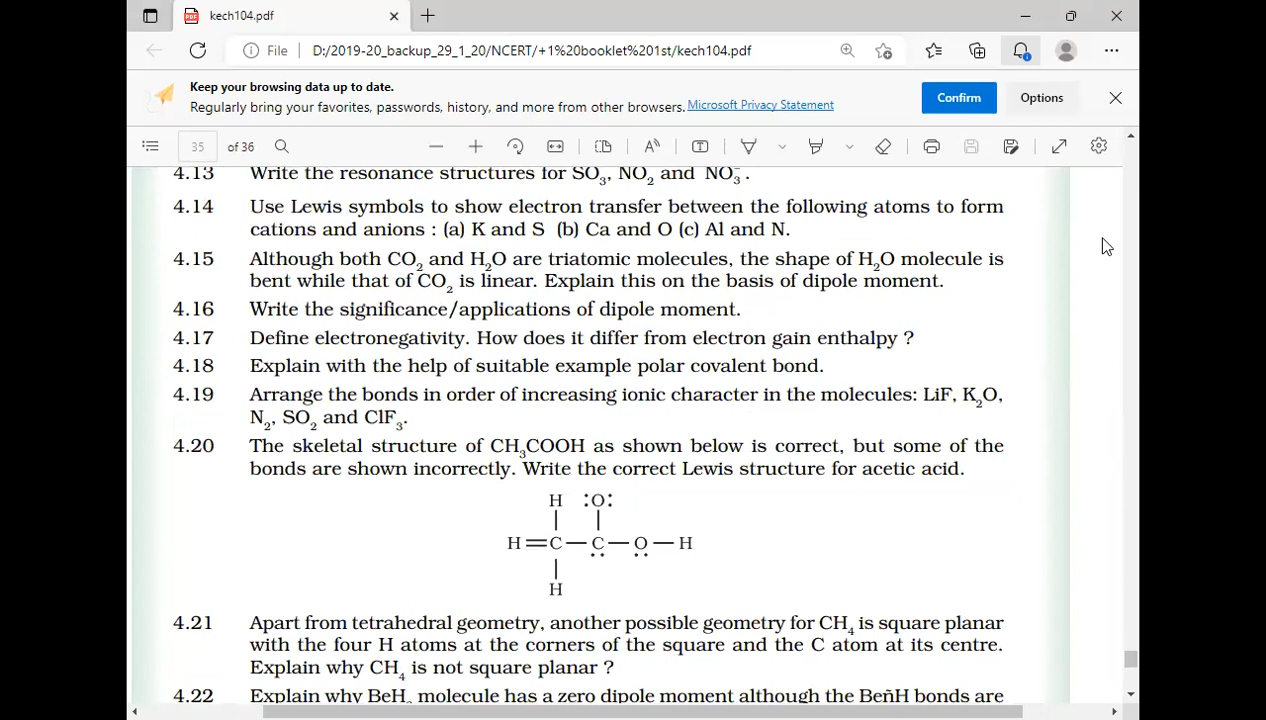 kech104.pdf
File
D:/2019-20_backup_29_1_20/NCERT/+1%20booklet%201st/kech104.pdf
Keep your browsing data up to date.
Regularly bring your favorites, passwords, history, and more from other browsers. Microsoft Privacy Statement
Confirm
Options
35 of 36
4.13 Write the resonance structures for SO₃, NO₂ and NO₃⁻.
4.14 Use Lewis symbols to show electron transfer between the following atoms to form
cations and anions : (a) K and S (b) Ca and O (c) Al and N.
4.15 Although both CO₂ and H₂O are triatomic molecules, the shape of H₂O molecule is
bent while that of CO₂ is linear. Explain this on the basis of dipole moment.
4.16 Write the significance/applications of dipole moment.
4.17 Define electronegativity. How does it differ from electron gain enthalpy ?
4.18 Explain with the help of suitable example polar covalent bond.
4.19 Arrange the bonds in order of increasing ionic character in the molecules: LiF, K₂O,
N₂, SO₂ and ClF₃.
4.20 The skeletal structure of CH₃COOH as shown below is correct, but some of the
bonds are shown incorrectly. Write the correct Lewis structure for acetic acid.
H :O:
H = C — C — O — H
H
4.21 Apart from tetrahedral geometry, another possible geometry for CH₄ is square planar
with the four H atoms at the corners of the square and the C atom at its centre.
Explain why CH₄ is not square planar ?
4.22 Explain why BeH₂ molecule has a zero dipole moment although the BeñH bonds are